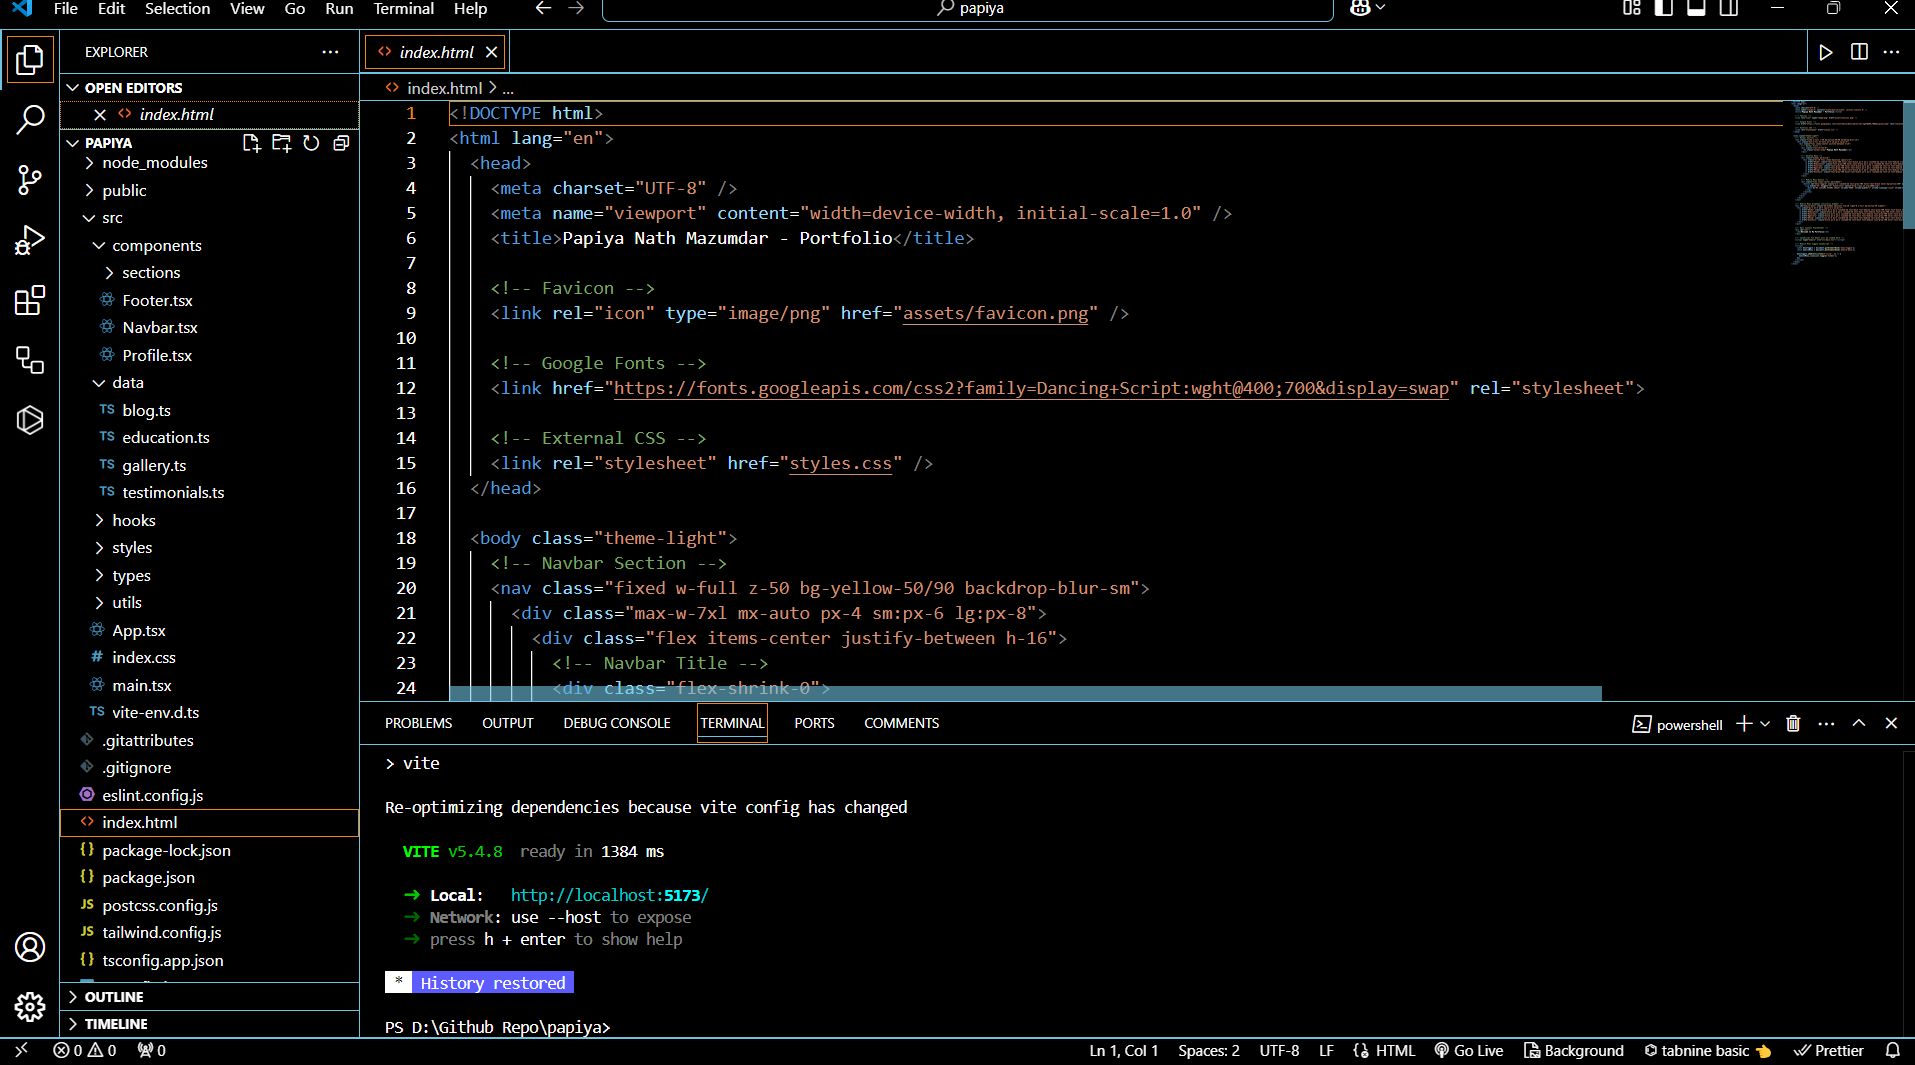 File Edit Selection View Go Run Terminal Help
papiya
EXPLORER
OPEN EDITORS
index.html
PAPIYA
node_modules
public
src
components
sections
Footer.tsx
Navbar.tsx
Profile.tsx
data
TS blog.ts
TS education.ts
TS gallery.ts
TS testimonials.ts
hooks
styles
types
utils
App.tsx
# index.css
main.tsx
TS vite-env.d.ts
.gitattributes
.gitignore
eslint.config.js
<> index.html
{} package-lock.json
{} package.json
JS postcss.config.js
JS tailwind.config.js
{} tsconfig.app.json
OUTLINE
TIMELINE
<> index.html
<> index.html > ...
1 <!DOCTYPE html>
2 <html lang="en">
3 <head>
4 <meta charset="UTF-8" />
5 <meta name="viewport" content="width=device-width, initial-scale=1.0" />
6 <title>Papiya Nath Mazumdar - Portfolio</title>
7
8 <!-- Favicon -->
9 <link rel="icon" type="image/png" href="assets/favicon.png" />
10
11 <!-- Google Fonts -->
12 <link href="https://fonts.googleapis.com/css2?family=Dancing+Script:wght@400;700&display=swap" rel="stylesheet">
13
14 <!-- External CSS -->
15 <link rel="stylesheet" href="styles.css" />
16 </head>
17
18 <body class="theme-light">
19 <!-- Navbar Section -->
20 <nav class="fixed w-full z-50 bg-yellow-50/90 backdrop-blur-sm">
21 <div class="max-w-7xl mx-auto px-4 sm:px-6 lg:px-8">
22 <div class="flex items-center justify-between h-16">
23 <!-- Navbar Title -->
24 <div class="flex-shrink-0">
PROBLEMS OUTPUT DEBUG CONSOLE TERMINAL PORTS COMMENTS
powershell
> vite
Re-optimizing dependencies because vite config has changed
VITE v5.4.8 ready in 1384 ms
➜ Local: http://localhost:5173/
➜ Network: use --host to expose
➜ press h + enter to show help
* History restored
PS D:\Github Repo\papiya>
0 0 0
Ln 1, Col 1 Spaces: 2 UTF-8 LF HTML Go Live Background tabnine basic Prettier